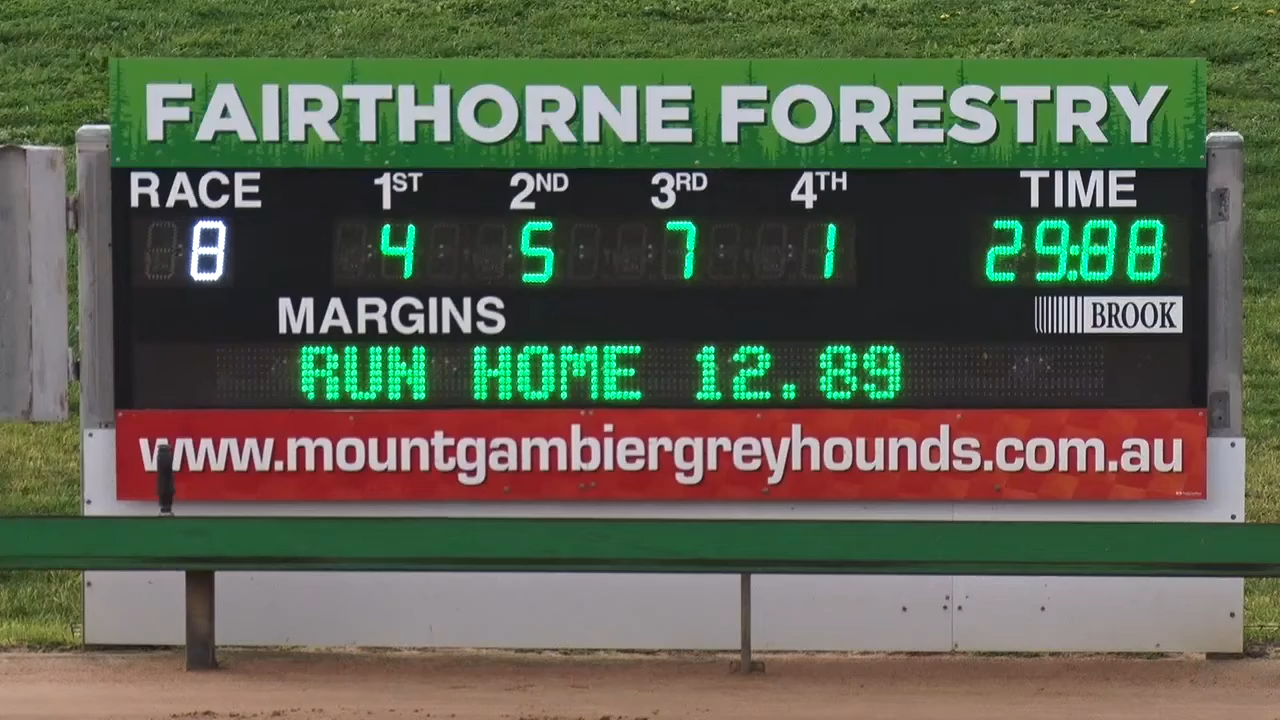 FAIRTHORNE FORESTRY
RACE 1ST 2ND 3RD 4TH TIME
8 4 5 7 1 29:88
MARGINS
BROOK
RUN HOME 12.89
www.mountgambiergreyhounds.com.au